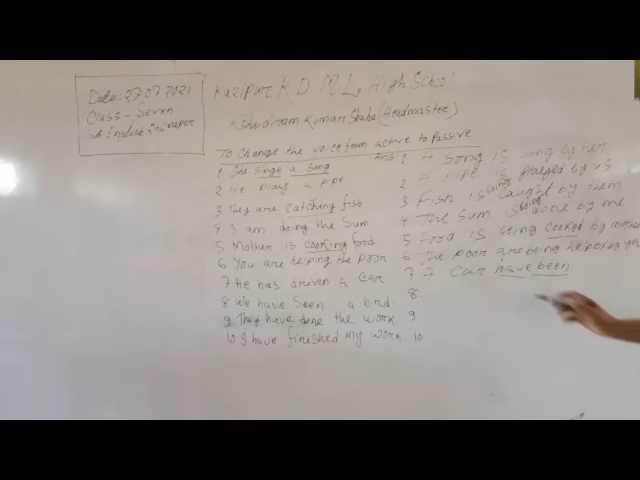 Date: 27.07.2021
Class - Seven
English 2nd paper
Kazipur R D M L High School
Kshudiram Kumar Shaha (Headmaster)
To change the voice from active to passive
1 She sings a song
2 We play a pipe
3 They are catching fish
4 I am doing the Sum
5 Mother is cooking food
6 You are helping the poor
7 He has driven a car
8 We have Seen a bird
9 They have done the work
10 I have finished my work
Ans: 1 A Song is sung by her
2 A Pipe is played by us
3 Fish is being caught by them
4 The Sum is being done by me
5 Food is being cooked by mother
6 The poor are being helped by you
7 A Car have been
8
9
10